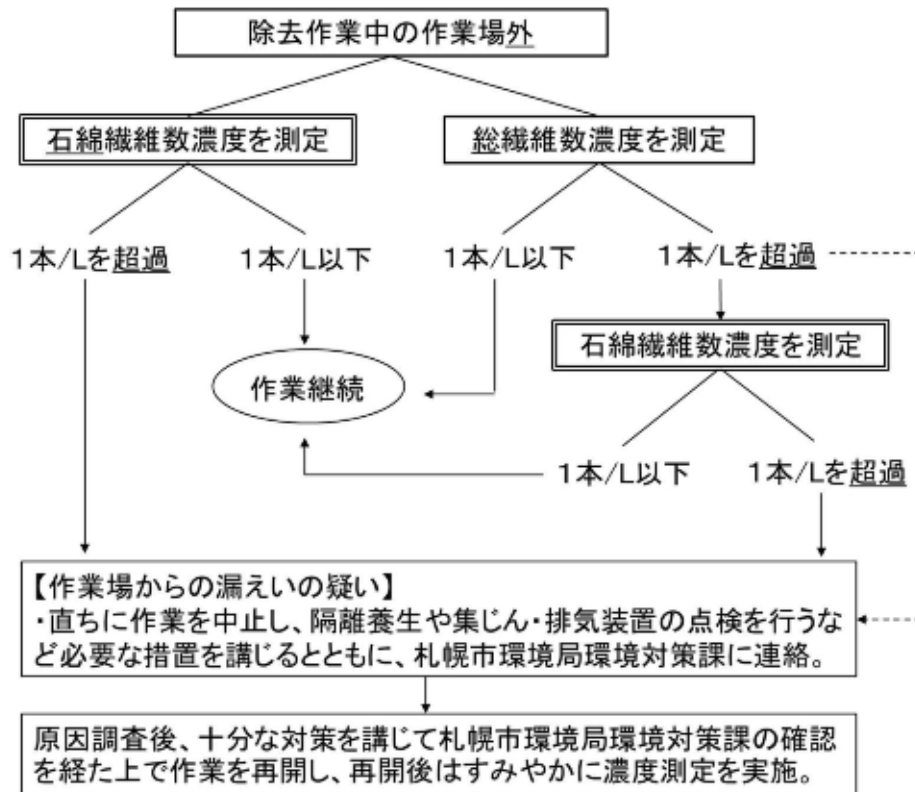 除去作業中の作業場外
石綿繊維数濃度を測定
総繊維数濃度を測定
1本/Lを超過
1本/L以下
1本/L以下
1本/Lを超過
石綿繊維数濃度を測定
作業継続
1本/L以下
1本/Lを超過
【作業場からの漏えいの疑い】
・直ちに作業を中止し、隔離養生や集じん・排気装置の点検を行うな
ど必要な措置を講じるとともに、札幌市環境局環境対策課に連絡。
原因調査後、十分な対策を講じて札幌市環境局環境対策課の確認
を経た上で作業を再開し、再開後はすみやかに濃度測定を実施。